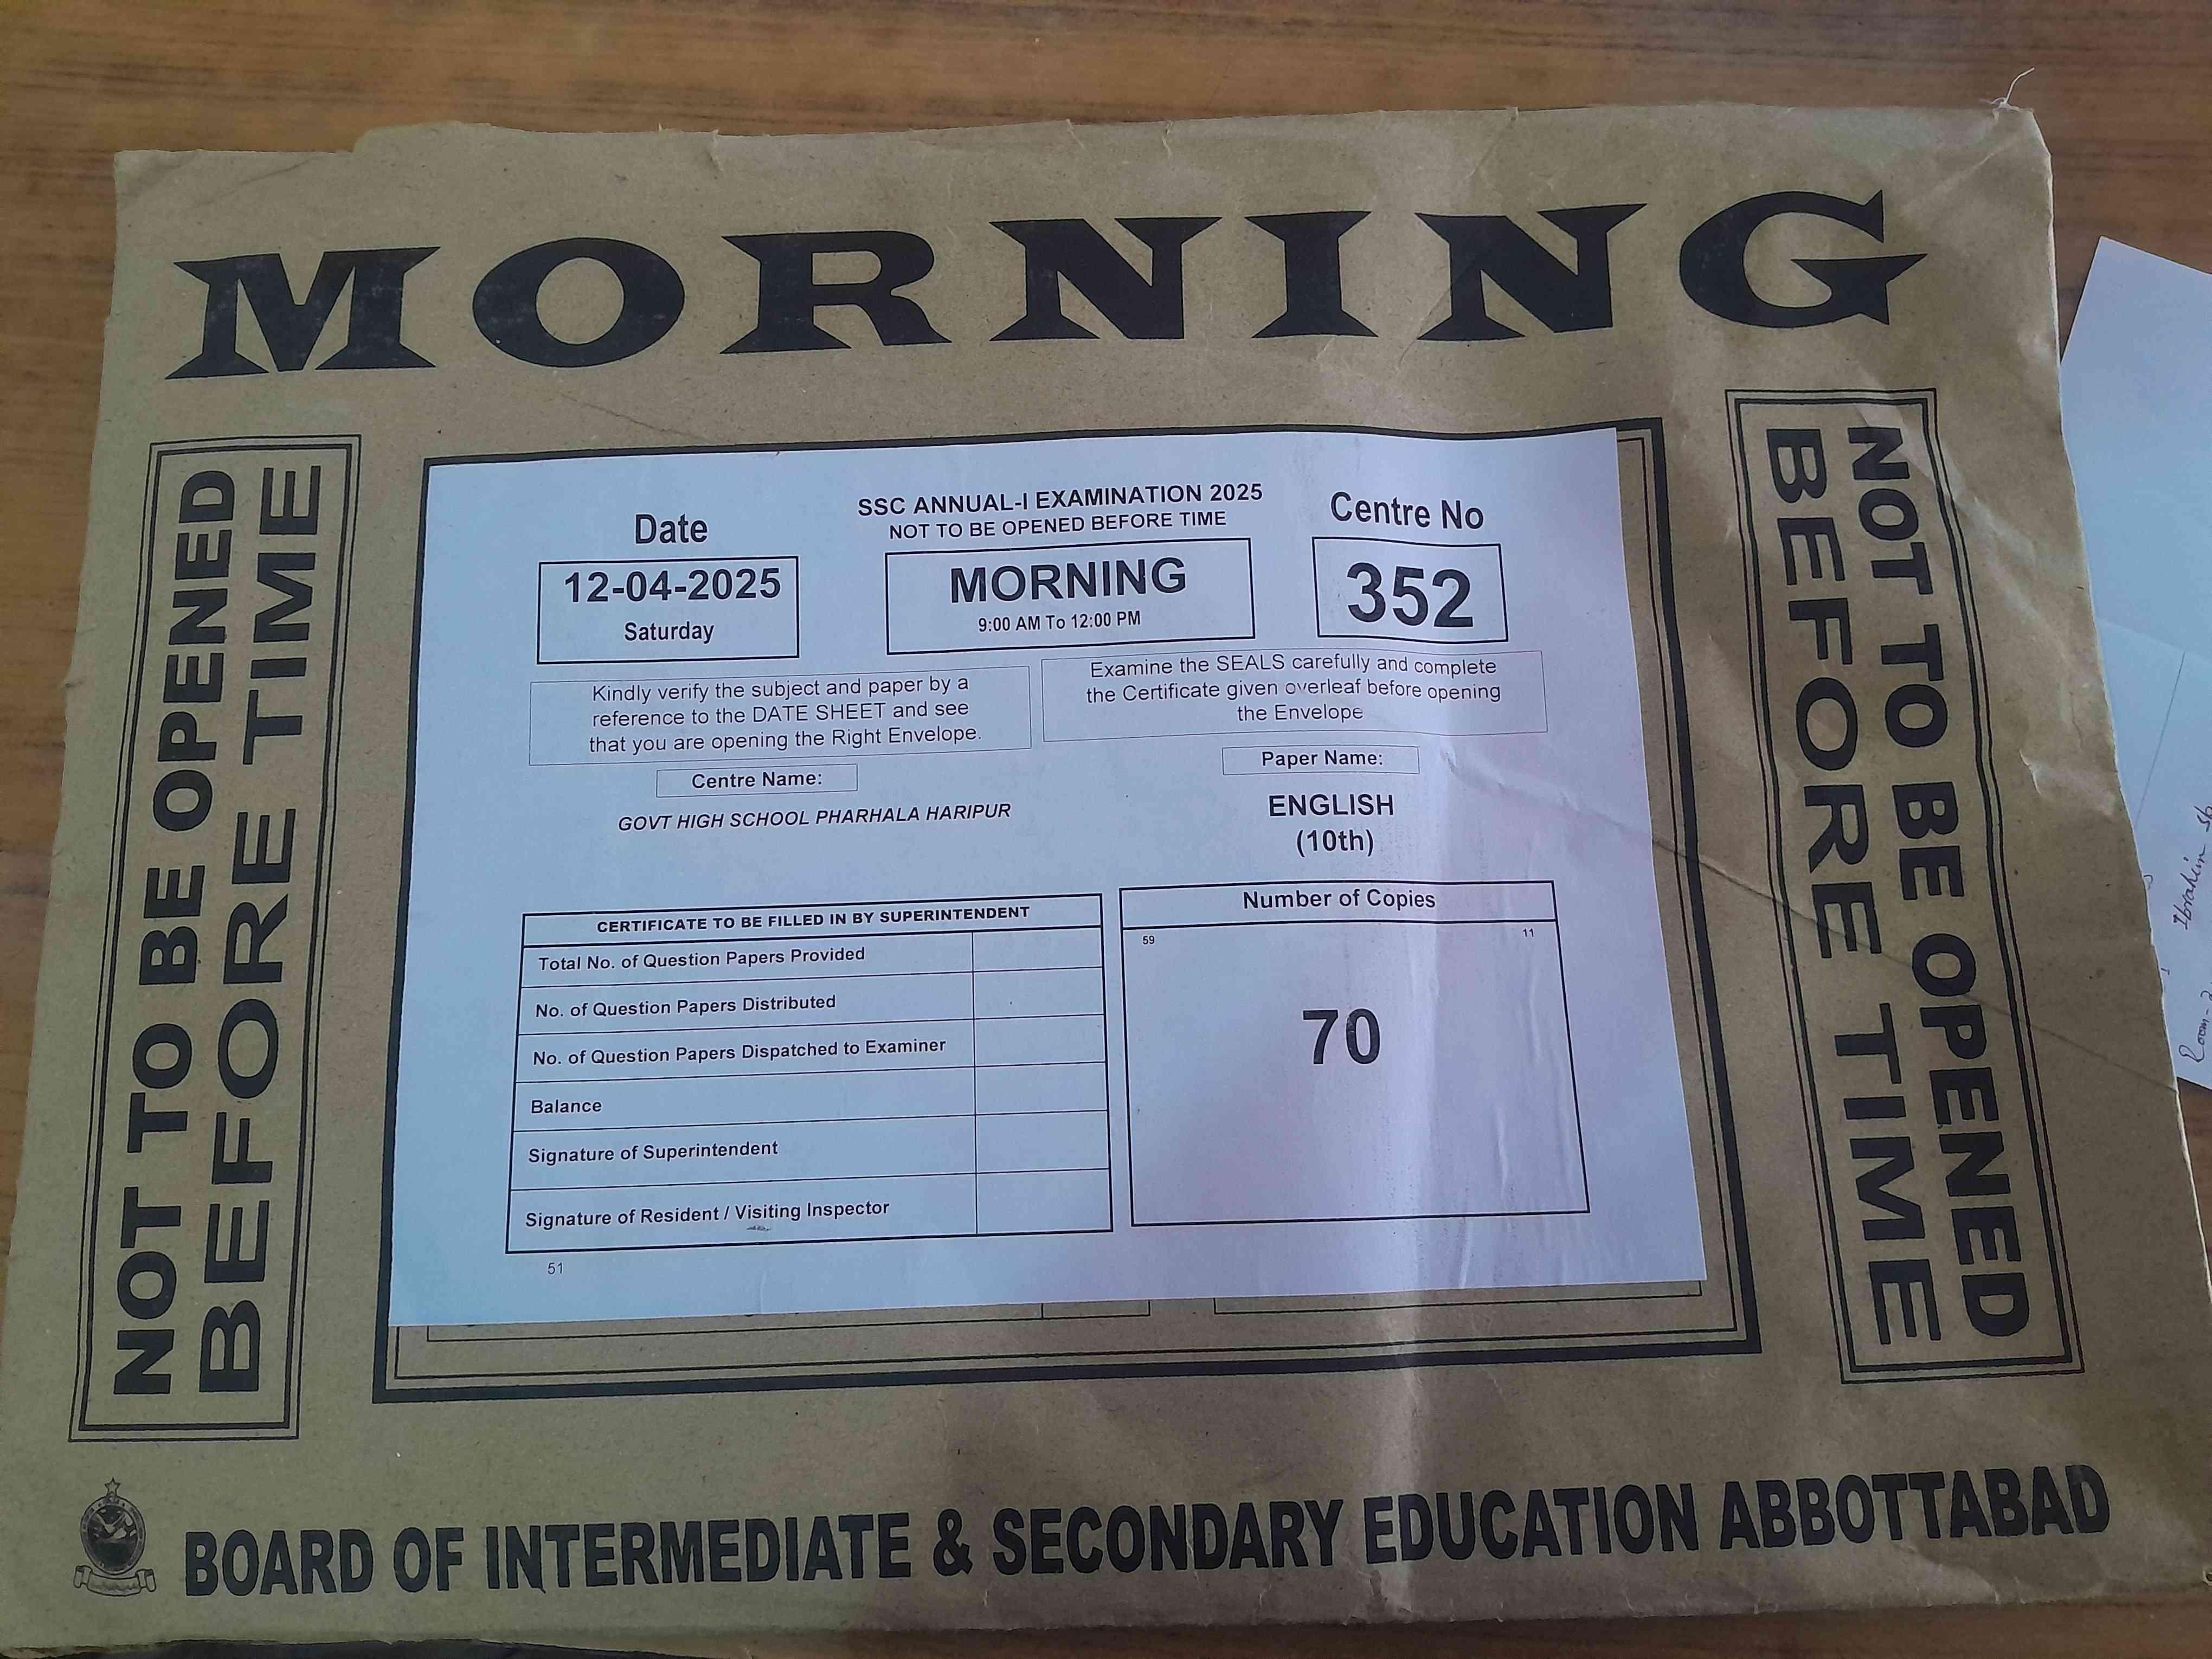 MORNING
NOT TO BE OPENED
BEFORE TIME
SSC ANNUAL-I EXAMINATION 2025
NOT TO BE OPENED BEFORE TIME
Date
12-04-2025
Saturday
MORNING
9:00 AM To 12:00 PM
Centre No
352
Kindly verify the subject and paper by a
reference to the DATE SHEET and see
that you are opening the Right Envelope.
Examine the SEALS carefully and complete
the Certificate given overleaf before opening
the Envelope
Centre Name:
GOVT HIGH SCHOOL PHARHALA HARIPUR
Paper Name:
ENGLISH
(10th)
CERTIFICATE TO BE FILLED IN BY SUPERINTENDENT
Total No. of Question Papers Provided
No. of Question Papers Distributed
No. of Question Papers Dispatched to Examiner
Balance
Signature of Superintendent
Signature of Resident / Visiting Inspector
51
Number of Copies
59 11
70
NOT TO BE OPENED
BEFORE TIME
BOARD OF INTERMEDIATE & SECONDARY EDUCATION ABBOTTABAD
Ibrahim
Room-